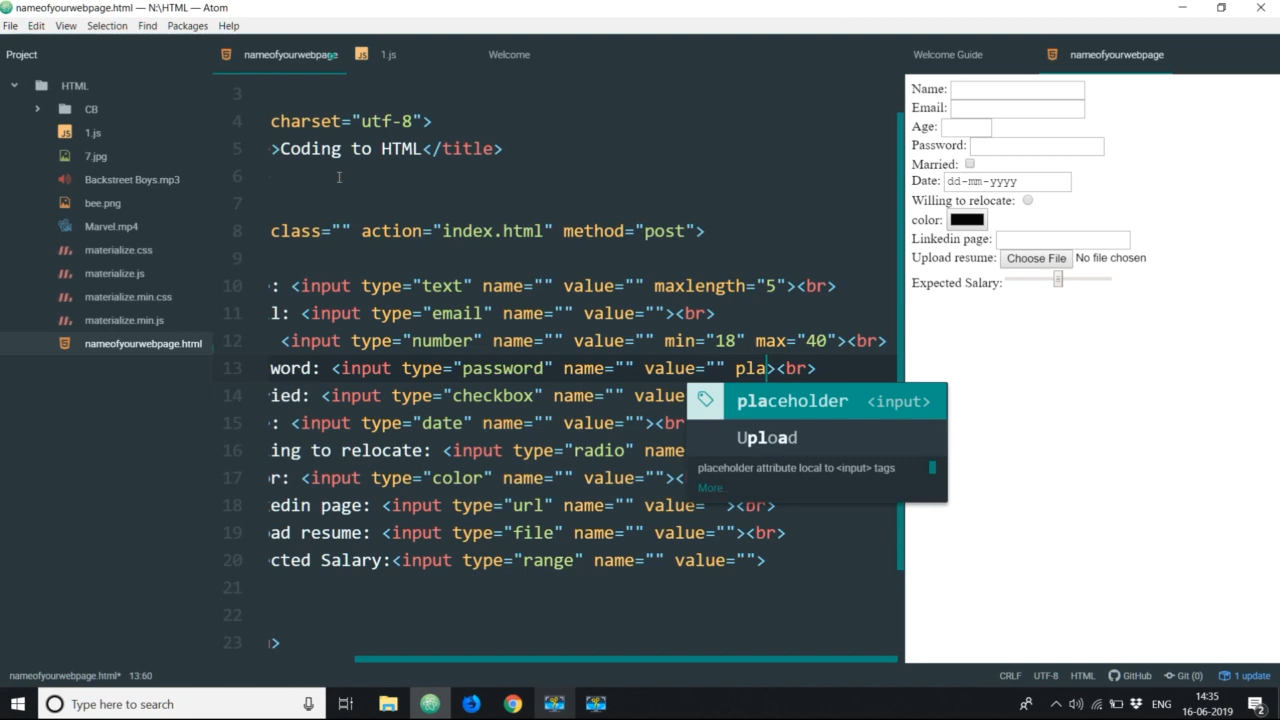 nameofyourwebpage.html — N:\HTML — Atom
File Edit View Selection Find Packages Help
Project
nameofyourwebpage
1.js
Welcome
Welcome Guide
nameofyourwebpage
HTML
CB
1.js
7.jpg
Backstreet Boys.mp3
bee.png
Marvel.mp4
materialize.css
materialize.js
materialize.min.css
materialize.min.js
nameofyourwebpage.html
3
4 charset="utf-8">
5 >Coding to HTML</title>
6
7
8 class="" action="index.html" method="post">
9
10 : <input type="text" name="" value="" maxlength="5"><br>
11 l: <input type="email" name="" value=""><br>
12 <input type="number" name="" value="" min="18" max="40"><br>
13 word: <input type="password" name="" value="" pla><br>
14 ied: <input type="checkbox" name="" value
15 : <input type="date" name="" value=""><br
16 ing to relocate: <input type="radio" name
17 r: <input type="color" name="" value=""><
18 edin page: <input type="url" name="" value=" "><br>
19 ad resume: <input type="file" name="" value=""><br>
20 cted Salary:<input type="range" name="" value="">
21
22
23 >
placeholder <input>
Upload
placeholder attribute local to <input> tags
More..
Name:
Email:
Age:
Password:
Married:
Date: dd-mm-yyyy
Willing to relocate:
color:
Linkedin page:
Upload resume: Choose File No file chosen
Expected Salary:
nameofyourwebpage.html* 13:60
CRLF UTF-8 HTML GitHub Git (0) 1 update
Type here to search
ENG
14:35
16-06-2019
2